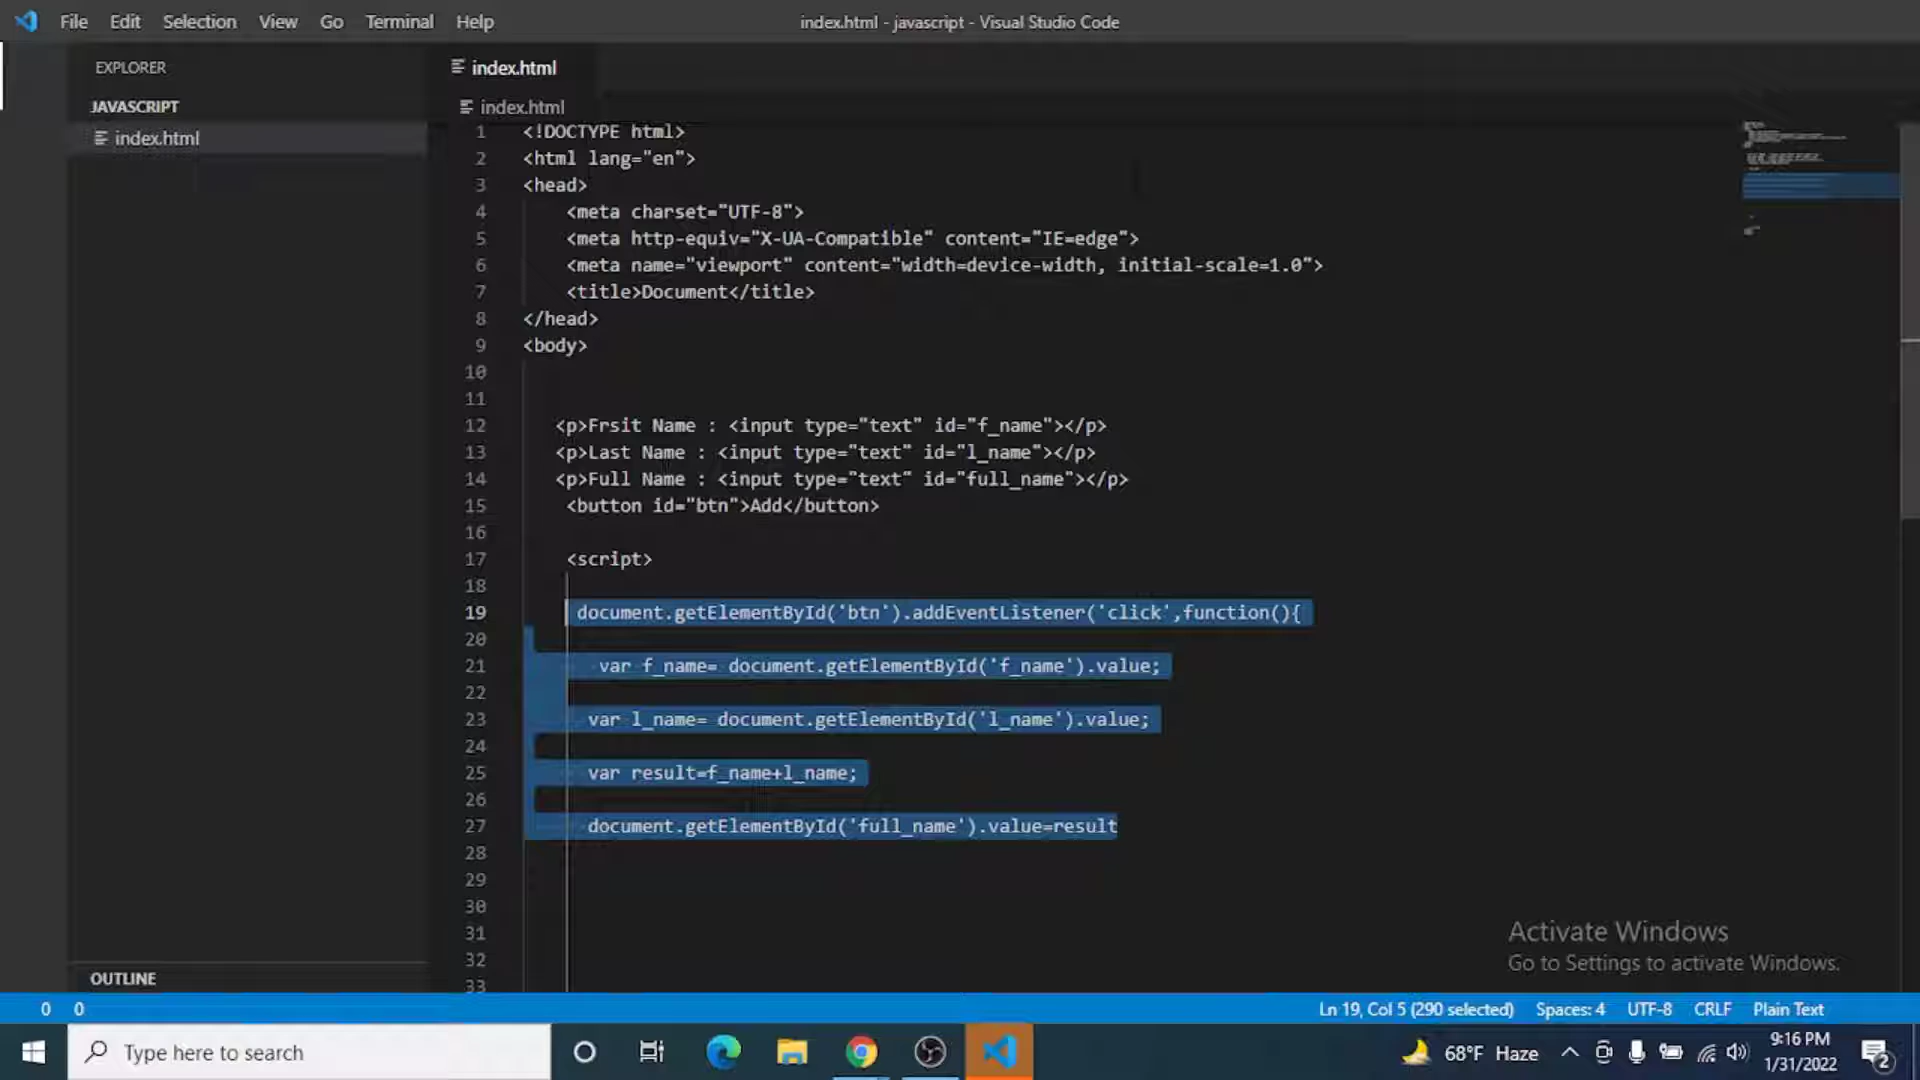 File Edit Selection View Go Terminal Help
index.html - javascript - Visual Studio Code
EXPLORER
JAVASCRIPT
index.html
OUTLINE
index.html
index.html
1 <!DOCTYPE html>
2 <html lang="en">
3 <head>
4 <meta charset="UTF-8">
5 <meta http-equiv="X-UA-Compatible" content="IE=edge">
6 <meta name="viewport" content="width=device-width, initial-scale=1.0">
7 <title>Document</title>
8 </head>
9 <body>
10
11
12 <p>Frsit Name : <input type="text" id="f_name"></p>
13 <p>Last Name : <input type="text" id="l_name"></p>
14 <p>Full Name : <input type="text" id="full_name"></p>
15 <button id="btn">Add</button>
16
17 <script>
18
19 document.getElementById('btn').addEventListener('click',function(){
20
21 var f_name= document.getElementById('f_name').value;
22
23 var l_name= document.getElementById('l_name').value;
24
25 var result=f_name+l_name;
26
27 document.getElementById('full_name').value=result
28
29
30
31
32
33
Activate Windows
Go to Settings to activate Windows.
0 0
Ln 19, Col 5 (290 selected) Spaces: 4 UTF-8 CRLF Plain Text
Type here to search
68°F Haze
9:16 PM
1/31/2022
2